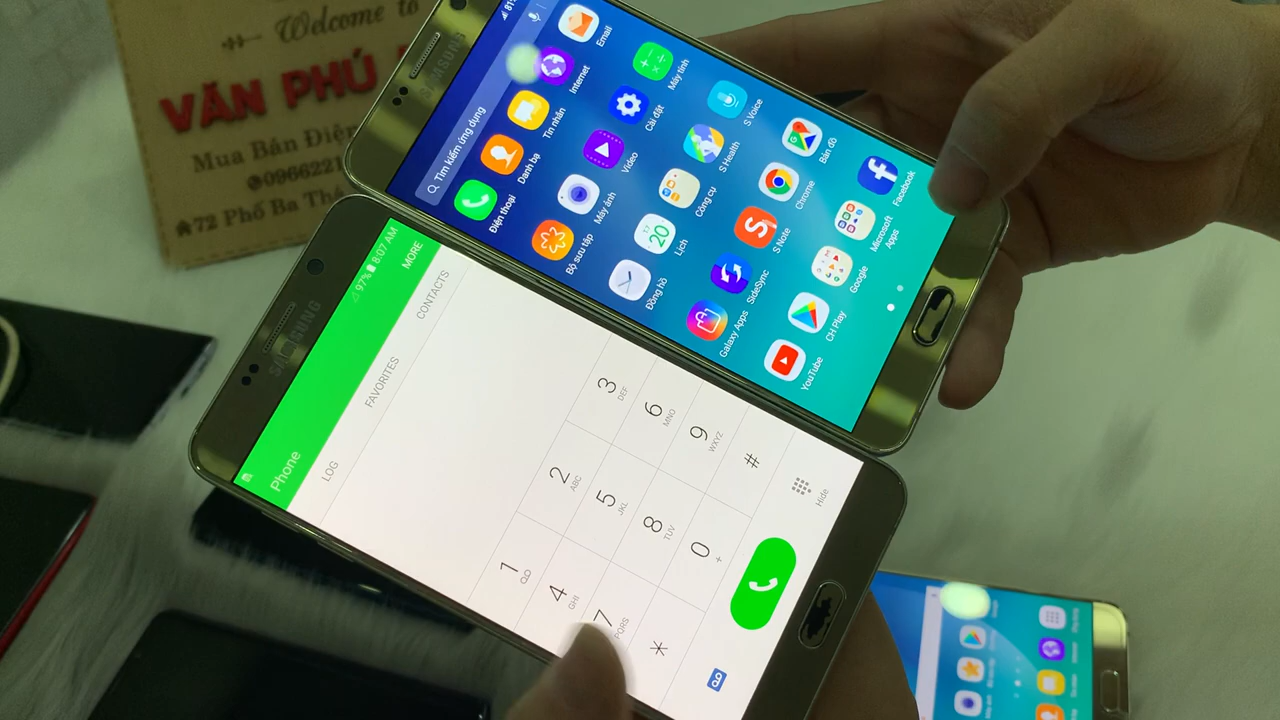 Welcome to
VĂN PHÚ
Mua Bán Điện
72 Phố Ba
SAMSUNG
81%
Tìm kiếm ứng dụng
Email
Internet
Tin nhắn
Danh bạ
Điện thoại
Máy tính
Cài đặt
Video
Máy ảnh
Bộ sưu tập
S Voice
S Health
Công cụ
Lịch
20
Đồng hồ
Bản đồ
Chrome
S Note
SideSync
Galaxy Apps
Facebook
Microsoft
Apps
Google
CH Play
YouTube
SAMSUNG
97% 8:07 AM
Phone
MORE
LOG
FAVORITES
CONTACTS
1
2 ABC
3 DEF
4 GHI
5 JKL
6 MNO
7 PQRS
8 TUV
9 WXYZ
*
0 +
#
Hide